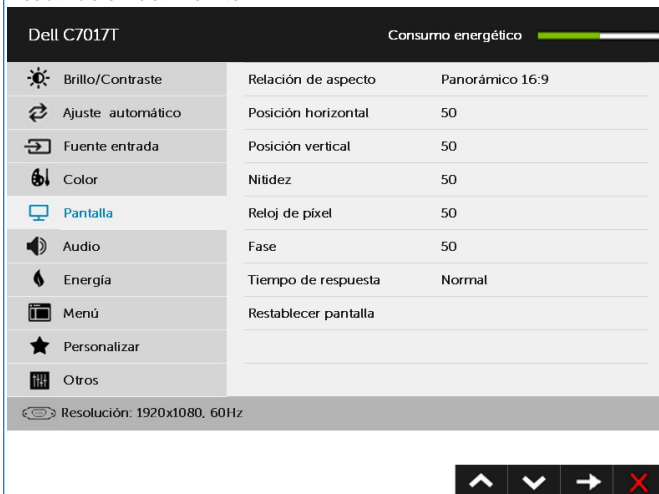 Dell C7017T Consumo energético
Brillo/Contraste Relación de aspecto Panorámico 16:9
Ajuste automático Posición horizontal 50
Fuente entrada Posición vertical 50
Color Nitidez 50
Pantalla Reloj de píxel 50
Audio Fase 50
Energía Tiempo de respuesta Normal
Menú Restablecer pantalla
Personalizar
Otros
Resolución: 1920x1080, 60Hz